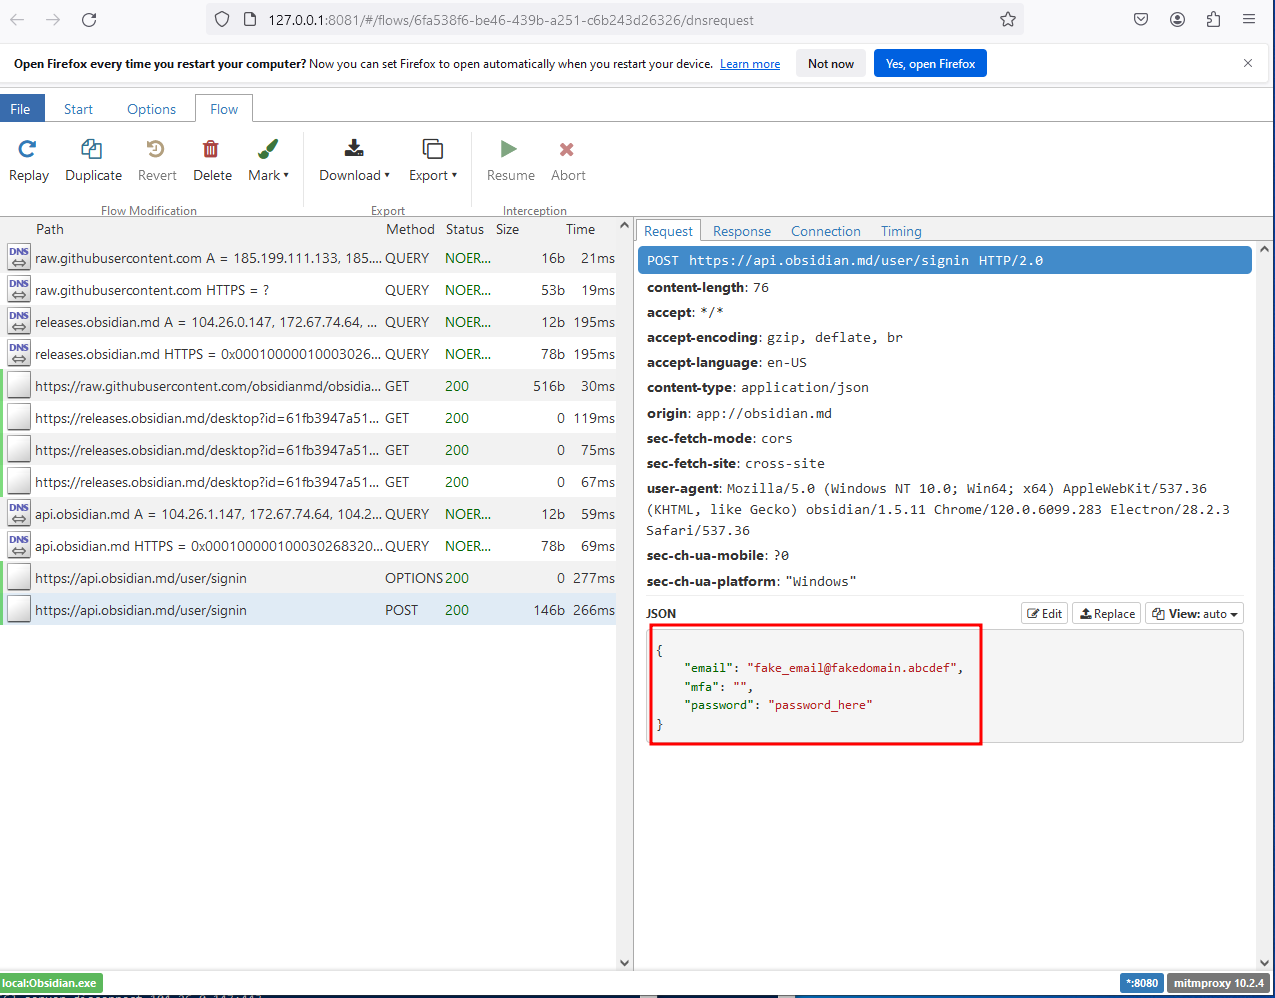 127.0.0.1:8081/#/flows/6fa538f6-be46-439b-a251-c6b243d26326/dnsrequest
Open Firefox every time you restart your computer? Now you can set Firefox to open automatically when you restart your device. Learn more Not now Yes, open Firefox
File Start Options Flow
Replay Duplicate Revert Delete Mark Download Export Resume Abort
Flow Modification Export Interception
Path Method Status Size Time
DNS raw.githubusercontent.com A = 185.199.111.133, 185.... QUERY NOER... 16b 21ms
DNS raw.githubusercontent.com HTTPS = ? QUERY NOER... 53b 19ms
DNS releases.obsidian.md A = 104.26.0.147, 172.67.74.64, ... QUERY NOER... 12b 195ms
DNS releases.obsidian.md HTTPS = 0x00010000010003026... QUERY NOER... 78b 195ms
https://raw.githubusercontent.com/obsidianmd/obsidia... GET 200 516b 30ms
https://releases.obsidian.md/desktop?id=61fb3947a51... GET 200 0 119ms
https://releases.obsidian.md/desktop?id=61fb3947a51... GET 200 0 75ms
https://releases.obsidian.md/desktop?id=61fb3947a51... GET 200 0 67ms
DNS api.obsidian.md A = 104.26.1.147, 172.67.74.64, 104.2... QUERY NOER... 12b 59ms
DNS api.obsidian.md HTTPS = 0x000100000100030268320... QUERY NOER... 78b 69ms
https://api.obsidian.md/user/signin OPTIONS 200 0 277ms
https://api.obsidian.md/user/signin POST 200 146b 266ms
Request Response Connection Timing
POST https://api.obsidian.md/user/signin HTTP/2.0
content-length: 76
accept: */*
accept-encoding: gzip, deflate, br
accept-language: en-US
content-type: application/json
origin: app://obsidian.md
sec-fetch-mode: cors
sec-fetch-site: cross-site
user-agent: Mozilla/5.0 (Windows NT 10.0; Win64; x64) AppleWebKit/537.36
(KHTML, like Gecko) obsidian/1.5.11 Chrome/120.0.6099.283 Electron/28.2.3
Safari/537.36
sec-ch-ua-mobile: ?0
sec-ch-ua-platform: "Windows"
JSON Edit Replace View: auto
{
"email": "fake_email@fakedomain.abcdef",
"mfa": "",
"password": "password_here"
}
local:Obsidian.exe *:8080 mitmproxy 10.2.4